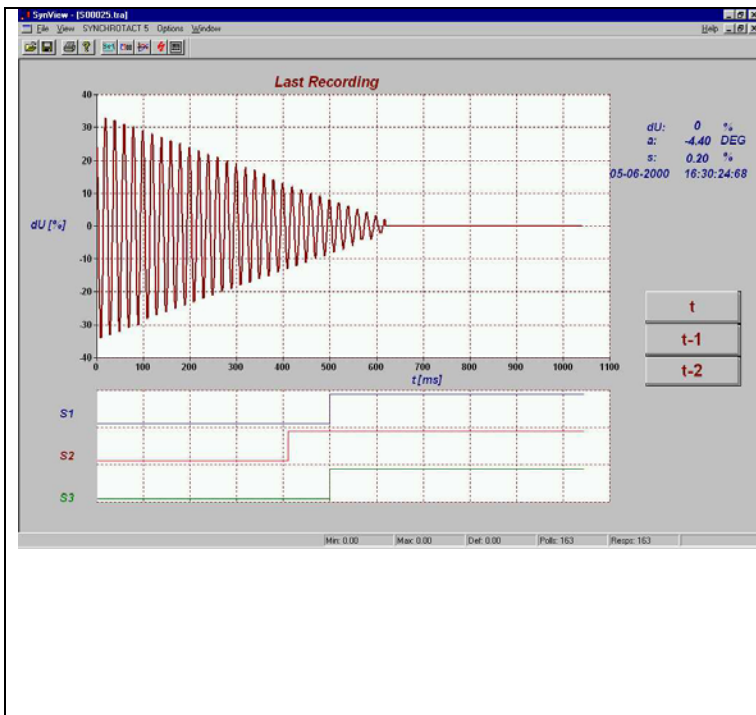 SynView - [S00025.tra]
File View SYNCHROTACT 5 Options Window Help
Last Recording
40
30
20
10
0
-10
-20
-30
-40
dU [%]
0 100 200 300 400 500 600 700 800 900 1000 1100
t [ms]
dU: 0 %
a: -4.40 DEG
s: 0.20 %
05-06-2000 16:30:24:68
t
t-1
t-2
S1
S2
S3
Min: 0.00 Max: 0.00 Def: 0.00 Polls: 163 Resps: 163